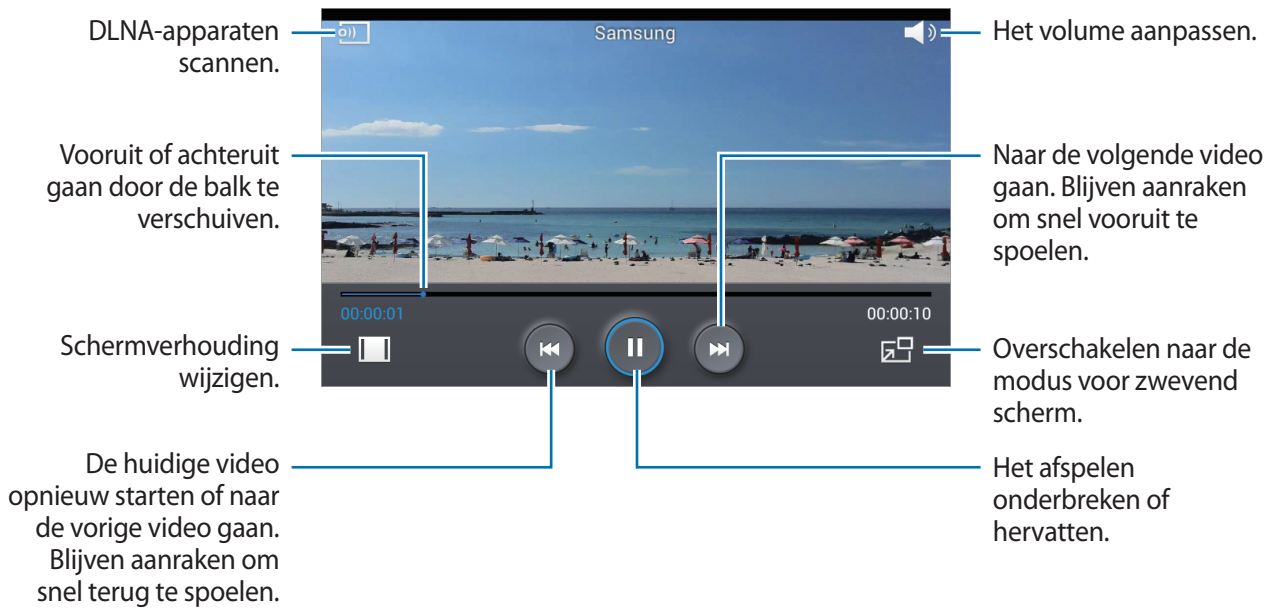 DLNA-apparaten
scannen.
Samsung
Het volume aanpassen.
Vooruit of achteruit
gaan door de balk te
verschuiven.
Naar de volgende video
gaan. Blijven aanraken
om snel vooruit te
spoelen.
00:00:01
00:00:10
Schermverhouding
wijzigen.
Overschakelen naar de
modus voor zwevend
scherm.
De huidige video
opnieuw starten of naar
de vorige video gaan.
Blijven aanraken om
snel terug te spoelen.
Het afspelen
onderbreken of
hervatten.